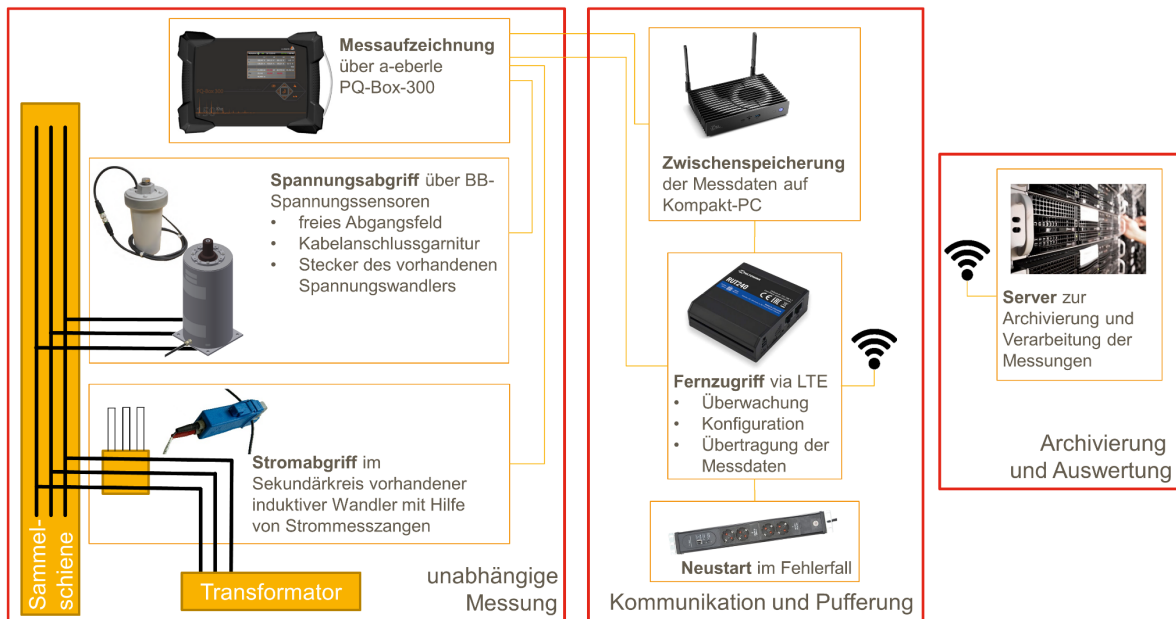 Messaufzeichnung
über a-eberle
PQ-Box-300
Spannungsabgriff über BB-
Spannungssensoren
• freies Abgangsfeld
• Kabelanschlussgarnitur
• Stecker des vorhandenen
Spannungswandlers
Stromabgriff im
Sekundärkreis vorhandener
induktiver Wandler mit Hilfe
von Strommesszangen
Sammel-
schiene
Transformator
unabhängige
Messung
Zwischenspeicherung
der Messdaten auf
Kompakt-PC
RUT240
Fernzugriff via LTE
• Überwachung
• Konfiguration
• Übertragung der
Messdaten
Neustart im Fehlerfall
Kommunikation und Pufferung
Server zur
Archivierung und
Verarbeitung der
Messungen
Archivierung
und Auswertung